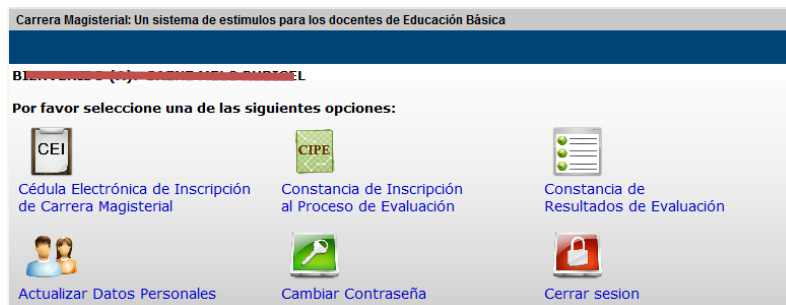 Carrera Magisterial: Un sistema de estimulos para los docentes de Educación Básica
Por favor seleccione una de las siguientes opciones:
CEI
CIPE
Cédula Electrónica de Inscripción
de Carrera Magisterial
Constancia de Inscripción
al Proceso de Evaluación
Constancia de
Resultados de Evaluación
Actualizar Datos Personales
Cambiar Contraseña
Cerrar sesion